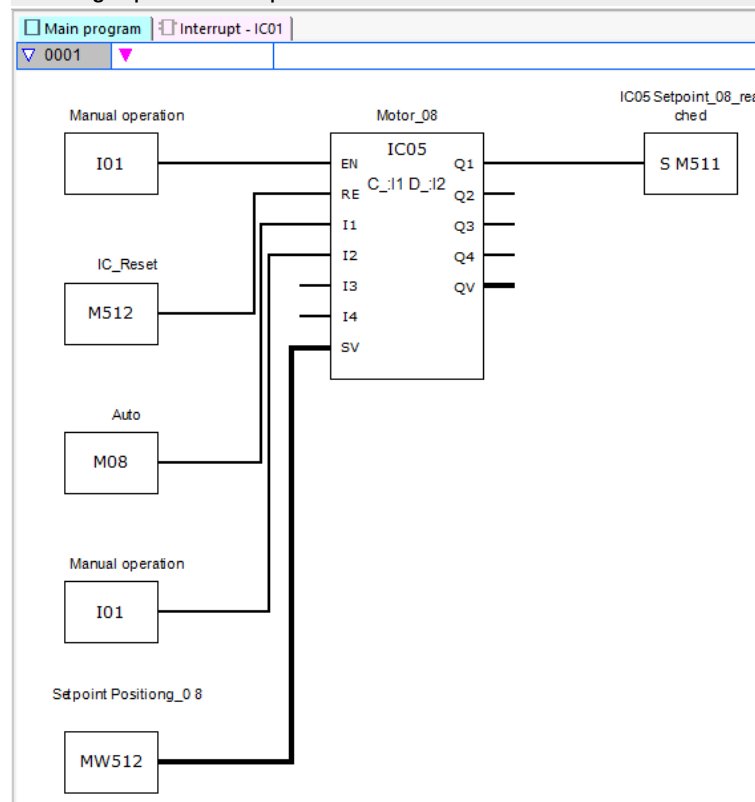 Main program
Interrupt - IC01
0001
IC05 Setpoint_08_rea
ched
Manual operation
Motor_08
I01
IC05
C_:I1 D_:I2
EN
RE
I1
I2
I3
I4
SV
Q1
Q2
Q3
Q4
QV
S M511
IC_Reset
M512
Auto
M08
Manual operation
I01
Setpoint Positiong_0 8
MW512